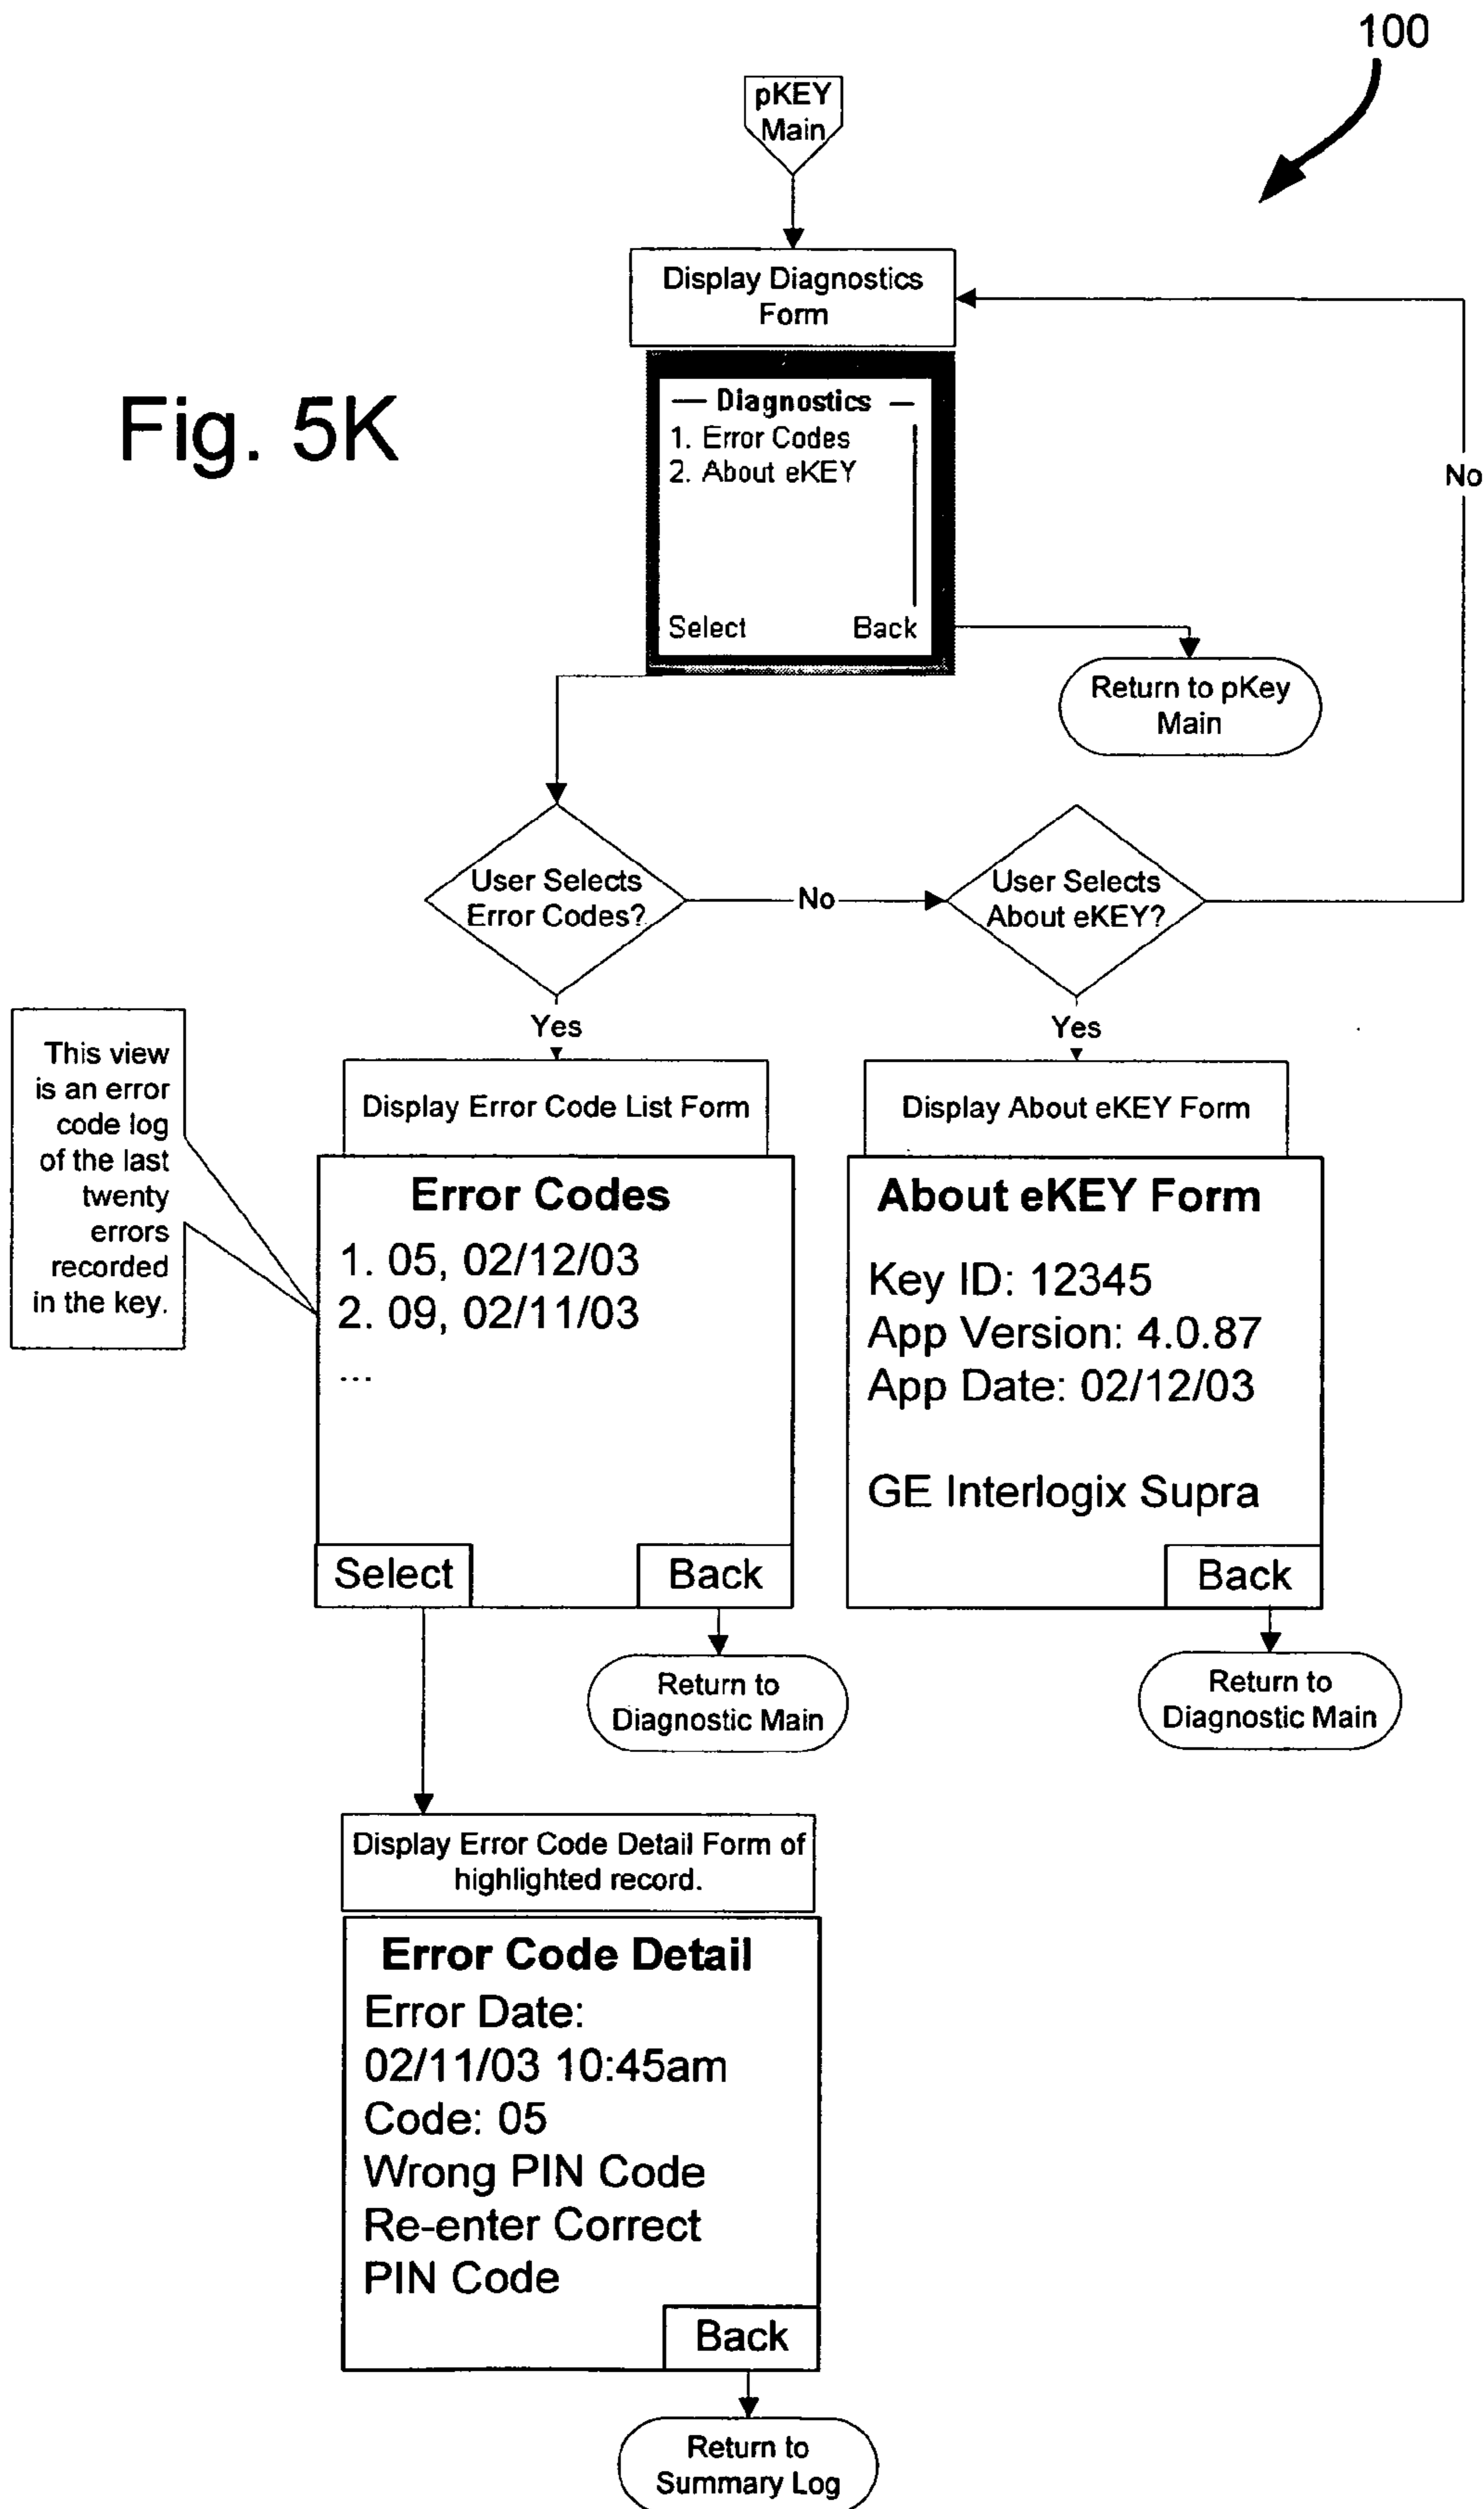 100
pKEY
Main
Display Diagnostics
Form
Fig. 5K
— Diagnostics —
1. Error Codes
2. About eKEY
Select Back
No
Return to pKey
Main
User Selects
Error Codes?
No
User Selects
About eKEY?
Yes
Yes
This view
is an error
code log
of the last
twenty
errors
recorded
in the key.
Display Error Code List Form
Error Codes
1. 05, 02/12/03
2. 09, 02/11/03
...
Select Back
Return to
Diagnostic Main
Display About eKEY Form
About eKEY Form
Key ID: 12345
App Version: 4.0.87
App Date: 02/12/03
GE Interlogix Supra
Back
Return to
Diagnostic Main
Display Error Code Detail Form of
highlighted record.
Error Code Detail
Error Date:
02/11/03 10:45am
Code: 05
Wrong PIN Code
Re-enter Correct
PIN Code
Back
Return to
Summary Log